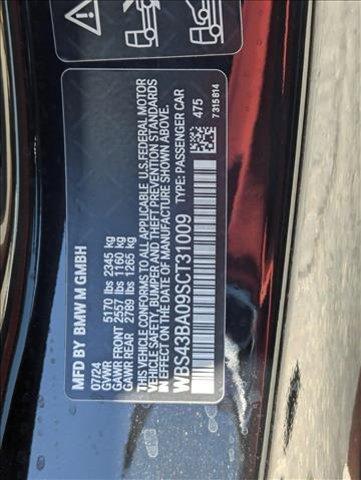 MFD BY BMW M GMBH
07/24
GVWR 5170 lbs 2345 kg
GAWR FRONT 2557 lbs 1160 kg
GAWR REAR 2789 lbs 1265 kg
THIS VEHICLE CONFORMS TO ALL APPLICABLE U.S. FEDERAL MOTOR
VEHICLE SAFETY, BUMPER AND THEFT PREVENTION STANDARDS
IN EFFECT ON THE DATE OF MANUFACTURE SHOWN ABOVE.
WBS43BA09SCT31009 TYPE: PASSENGER CAR
475
7 315 814